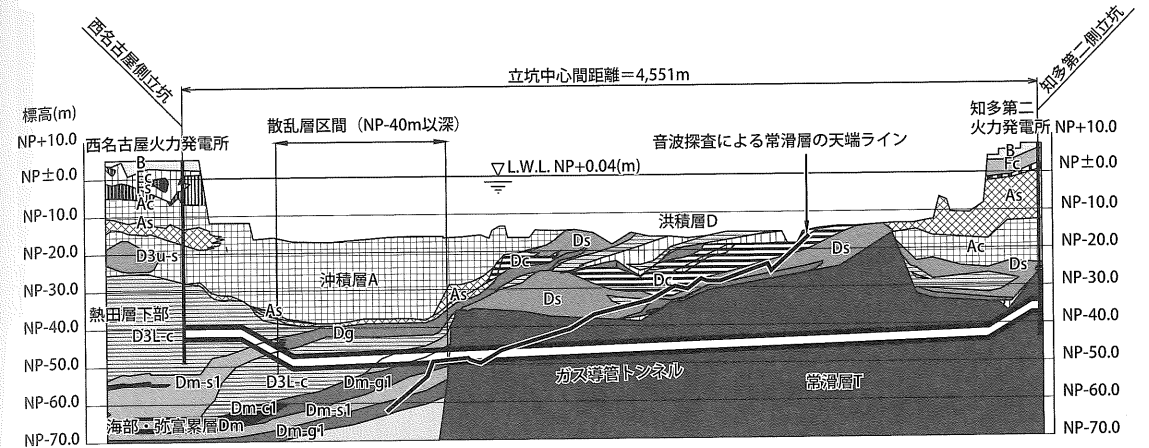 西名古屋側立坑
知多第二側立坑
立坑中心間距離=4,551m
標高(m)
散乱層区間(NP-40m以深)
音波探査による常滑層の天端ライン
知多第二
火力発電所
西名古屋火力発電所
NP+10.0
NP±0.0
NP-10.0
NP-20.0
NP-30.0
NP-40.0
NP-50.0
NP-60.0
NP-70.0
NP+10.0
NP±0.0
NP-10.0
NP-20.0
NP-30.0
NP-40.0
NP-50.0
NP-60.0
NP-70.0
L.W.L. NP+0.04(m)
B
Ac
As
D3u-s
熱田層下部
D3L-c
沖積層A
As
Dg
As
Dc
Ds
Ds
洪積層D
Dc
Ds
B
Fc
As
Ac
Ds
Dm-s1
D3L-c
Dm-g1
Dm-c1
Dm-s1
海部・弥富累層Dm
Dm-g1
ガス導管トンネル
常滑層T